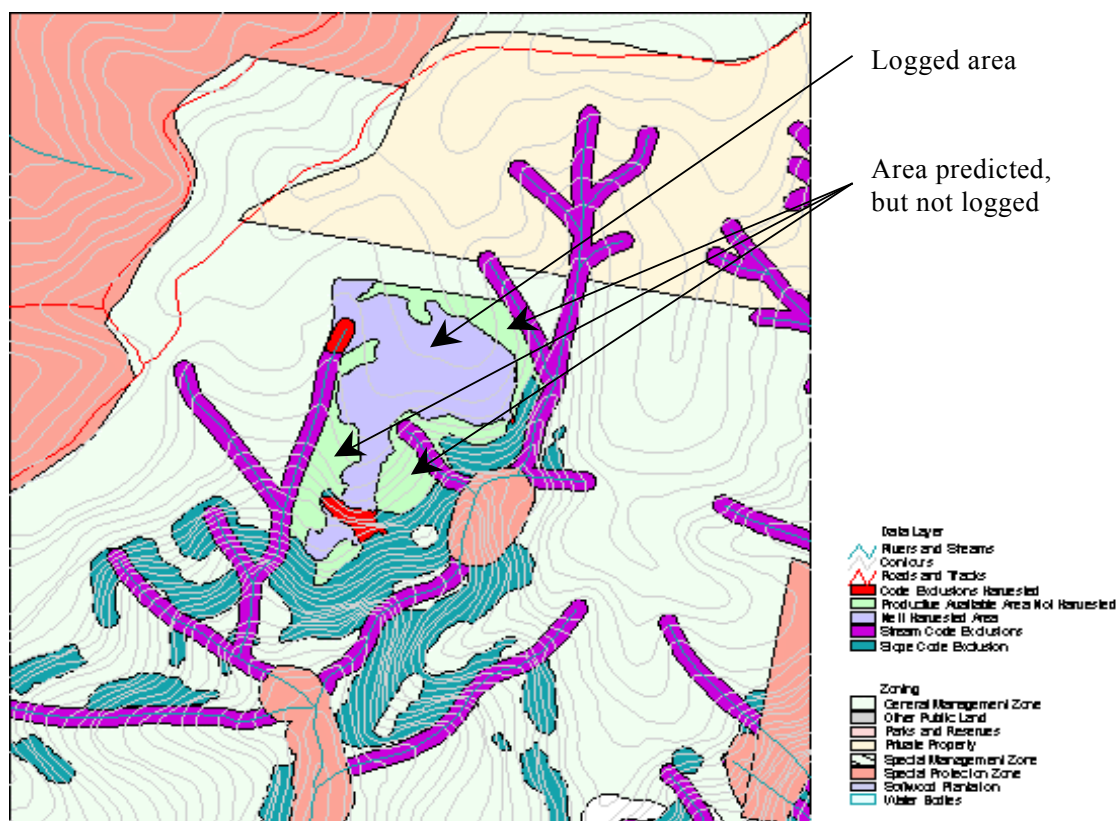 Logged area
Area predicted,
but not logged
Data Layer
Rivers and Streams
Contours
Roads and Tracks
Code Exclusions Harvested
Productive Available Area Not Harvested
Nett Harvested Area
Stream Code Exclusions
Slope Code Exclusion
Zoning
General Management Zone
Other Public Land
Parks and Reserves
Private Property
Special Management Zone
Special Protection Zone
Softwood Plantation
Water Bodies